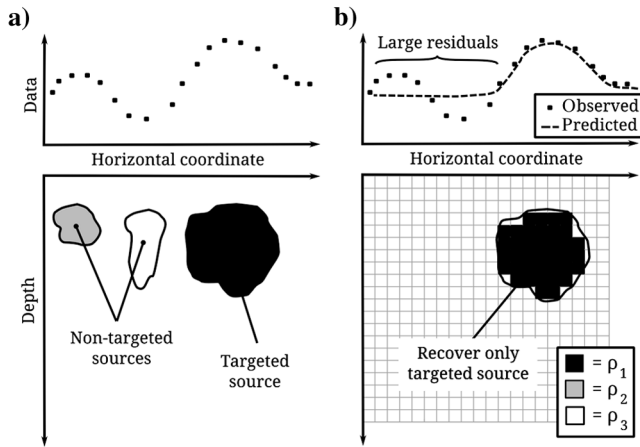 a)
Data
Horizontal coordinate
Depth
Non-targeted
sources
Targeted
source
b)
Large residuals
Observed
Predicted
Horizontal coordinate
Recover only
targeted source
= ρ1
= ρ2
= ρ3